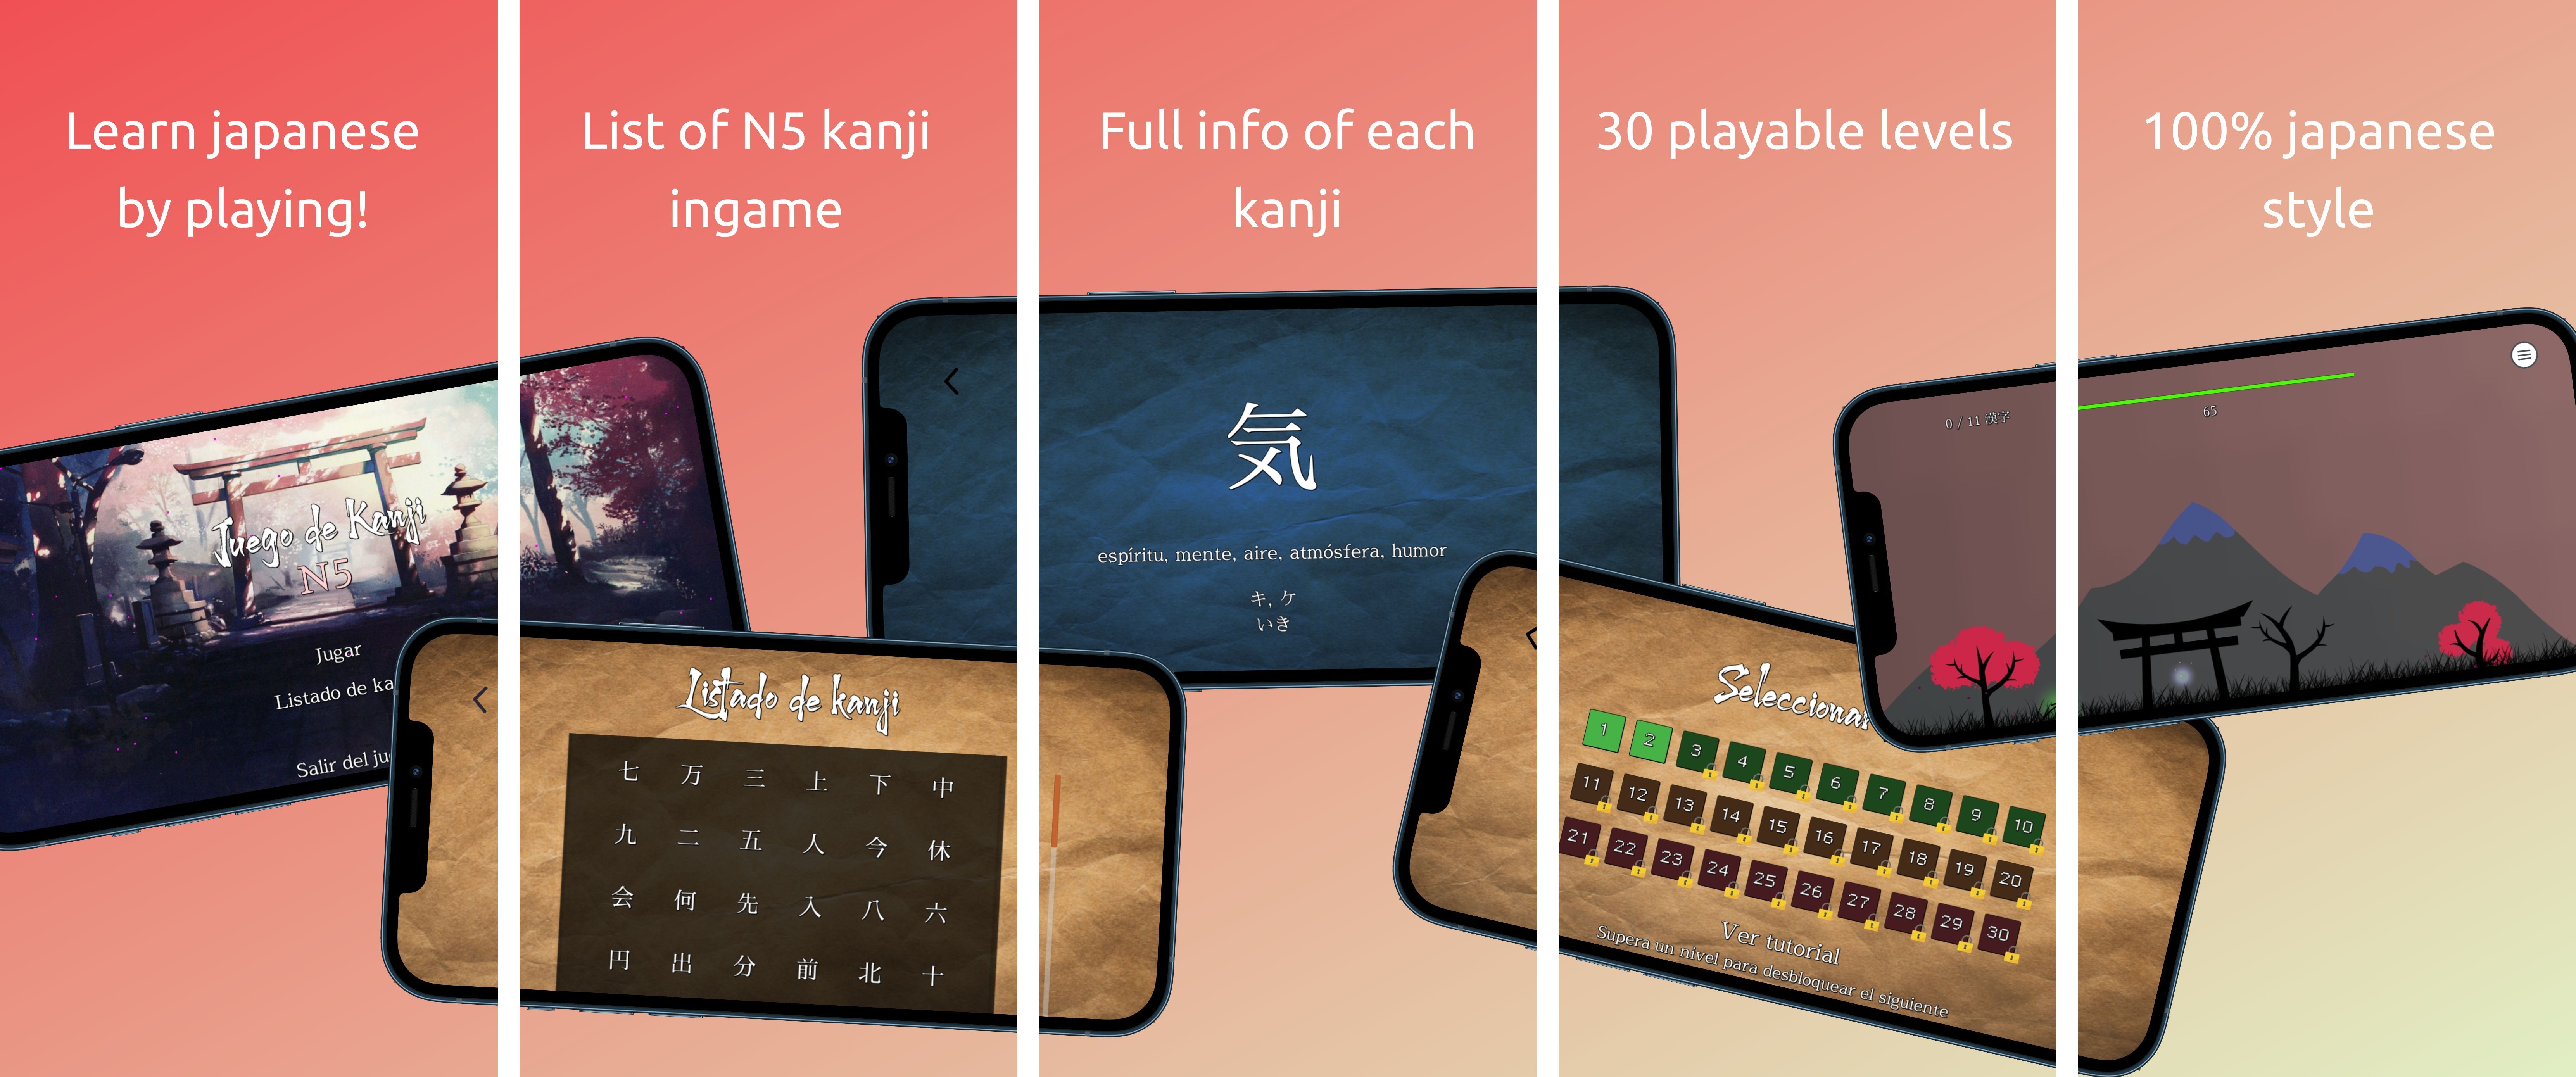 Learn japanese
by playing!
Juego de Kanji
N5
Jugar
Listado de ka
Salir del ju
List of N5 kanji
ingame
Listado de kanji
七 万 三 上 下 中
九 二 五 人 今 休
会 何 先 入 八 六
円 出 分 前 北 十
Full info of each
kanji
気
espíritu, mente, aire, atmósfera, humor
キ, ケ
いき
30 playable levels
Seleccionar
1 2 3 4 5 6 7 8 9 10
11 12 13 14 15 16 17 18 19 20
21 22 23 24 25 26 27 28 29 30
Ver tutorial
Supera un nivel para desbloquear el siguiente
100% japanese
style
0 / 11 漢字
65